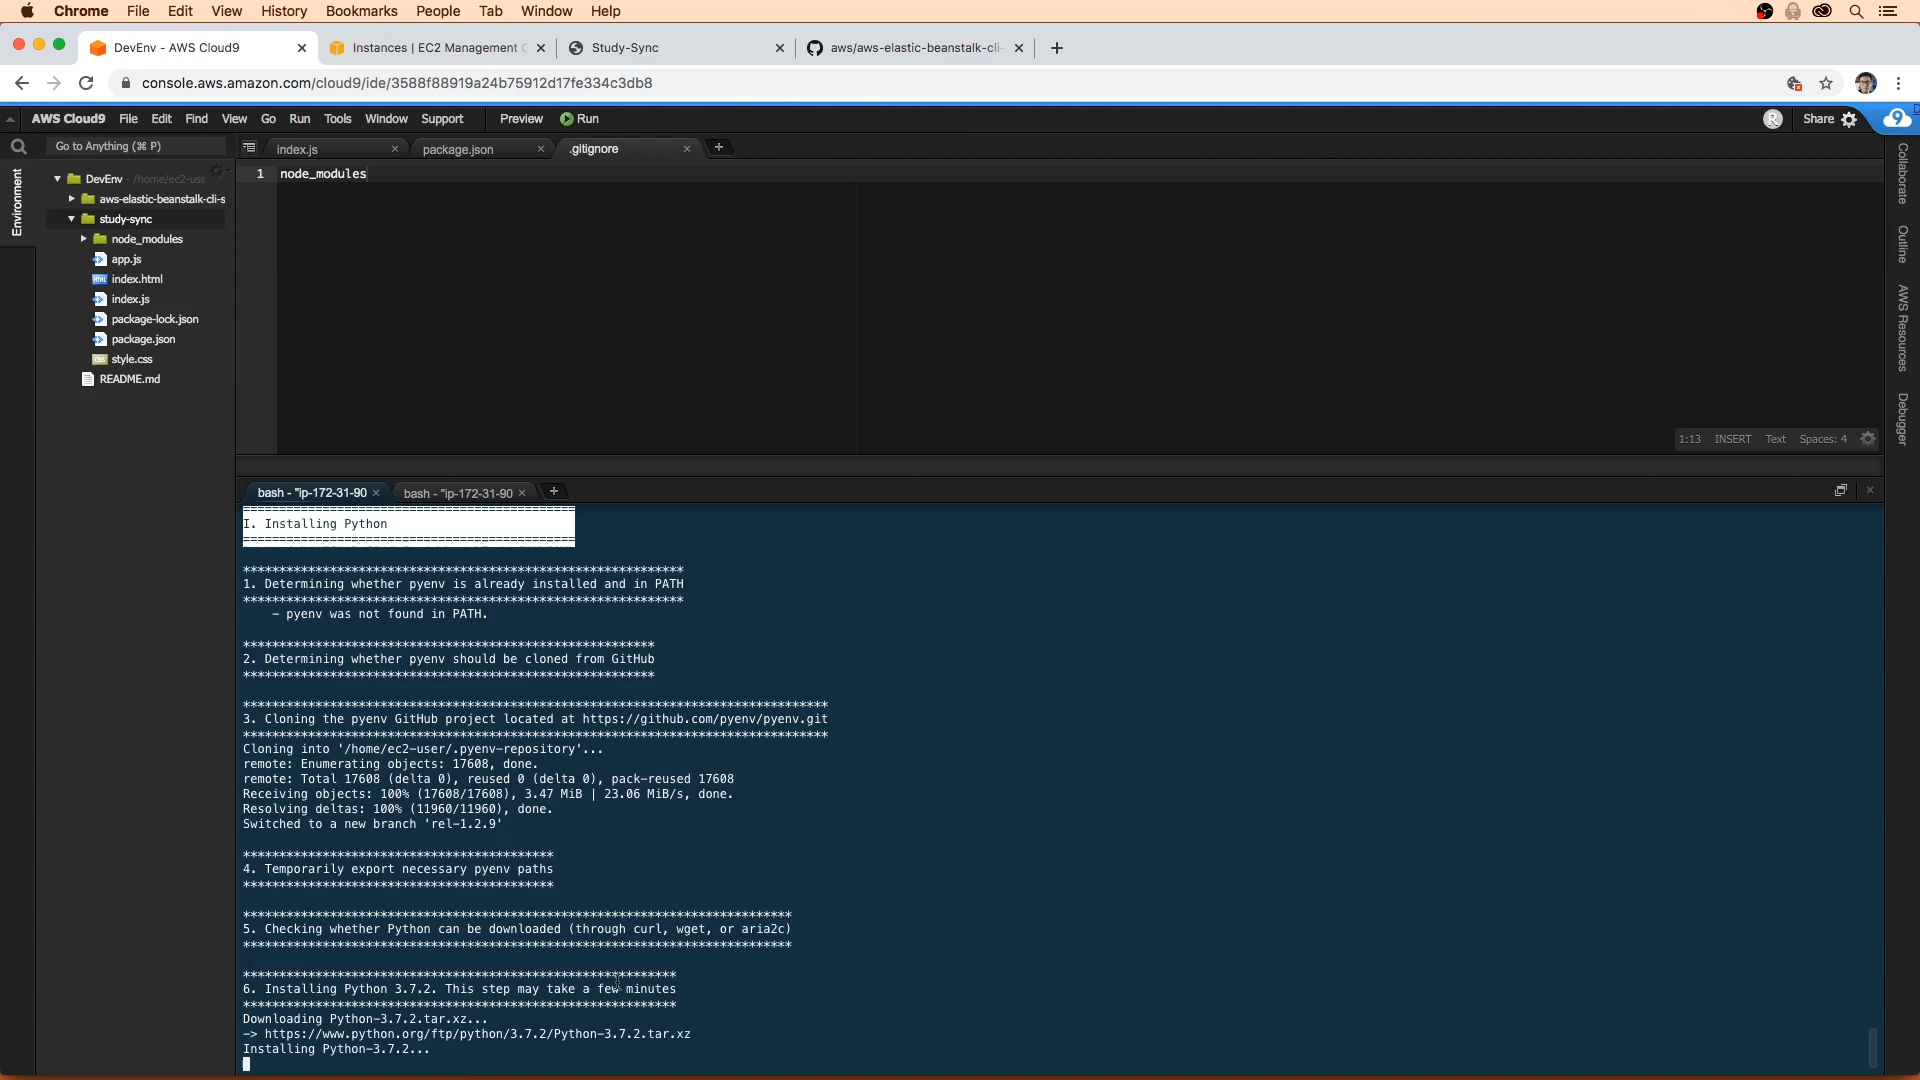 Chrome File Edit View History Bookmarks People Tab Window Help
DevEnv - AWS Cloud9
Instances | EC2 Management C
Study-Sync
aws/aws-elastic-beanstalk-cli-
console.aws.amazon.com/cloud9/ide/3588f88919a24b75912d17fe334c3db8
AWS Cloud9 File Edit Find View Go Run Tools Window Support Preview Run
R Share
Go to Anything (⌘ P)
index.js
package.json
.gitignore
Environment
DevEnv - /home/ec2-use
aws-elastic-beanstalk-cli-s
study-sync
node_modules
app.js
index.html
index.js
package-lock.json
package.json
style.css
README.md
1 node_modules
1:13 INSERT Text Spaces: 4
Collaborate
Outline
AWS Resources
Debugger
bash - "ip-172-31-90
bash - "ip-172-31-90
==============================================
I. Installing Python
==============================================
*************************************************************
1. Determining whether pyenv is already installed and in PATH
*************************************************************
- pyenv was not found in PATH.
*********************************************************
2. Determining whether pyenv should be cloned from GitHub
*********************************************************
*********************************************************************************
3. Cloning the pyenv GitHub project located at https://github.com/pyenv/pyenv.git
*********************************************************************************
Cloning into '/home/ec2-user/.pyenv-repository'...
remote: Enumerating objects: 17608, done.
remote: Total 17608 (delta 0), reused 0 (delta 0), pack-reused 17608
Receiving objects: 100% (17608/17608), 3.47 MiB | 23.06 MiB/s, done.
Resolving deltas: 100% (11960/11960), done.
Switched to a new branch 'rel-1.2.9'
*******************************************
4. Temporarily export necessary pyenv paths
*******************************************
****************************************************************************
5. Checking whether Python can be downloaded (through curl, wget, or aria2c)
****************************************************************************
************************************************************
6. Installing Python 3.7.2. This step may take a few minutes
************************************************************
Downloading Python-3.7.2.tar.xz...
-> https://www.python.org/ftp/python/3.7.2/Python-3.7.2.tar.xz
Installing Python-3.7.2...